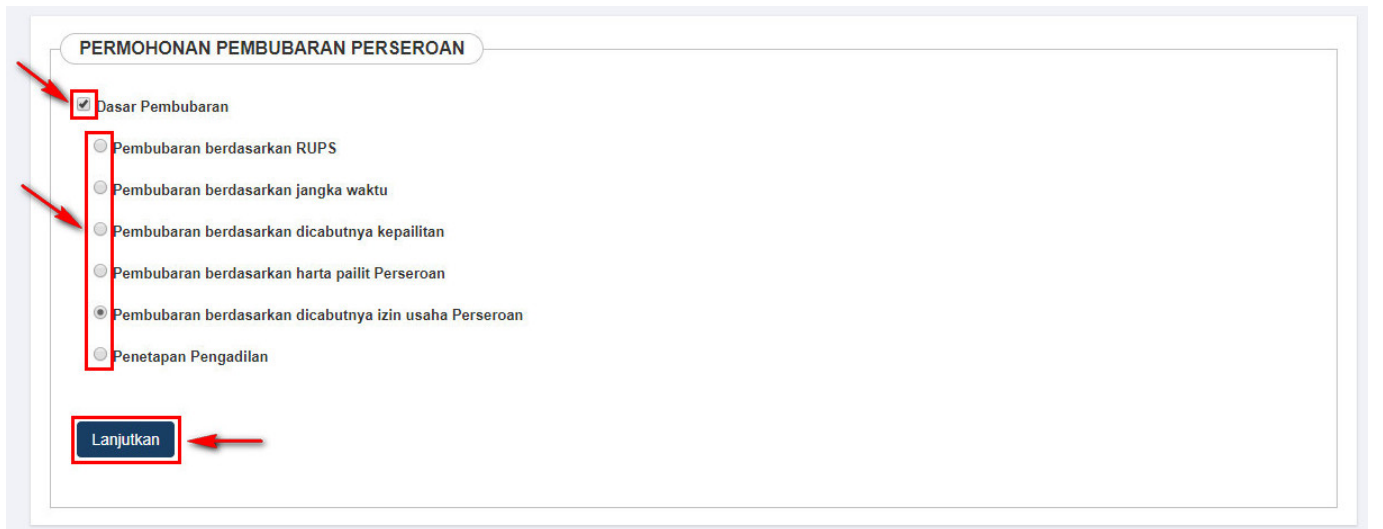 PERMOHONAN PEMBUBARAN PERSEROAN
Dasar Pembubaran
Pembubaran berdasarkan RUPS
Pembubaran berdasarkan jangka waktu
Pembubaran berdasarkan dicabutnya kepailitan
Pembubaran berdasarkan harta pailit Perseroan
Pembubaran berdasarkan dicabutnya izin usaha Perseroan
Penetapan Pengadilan
Lanjutkan